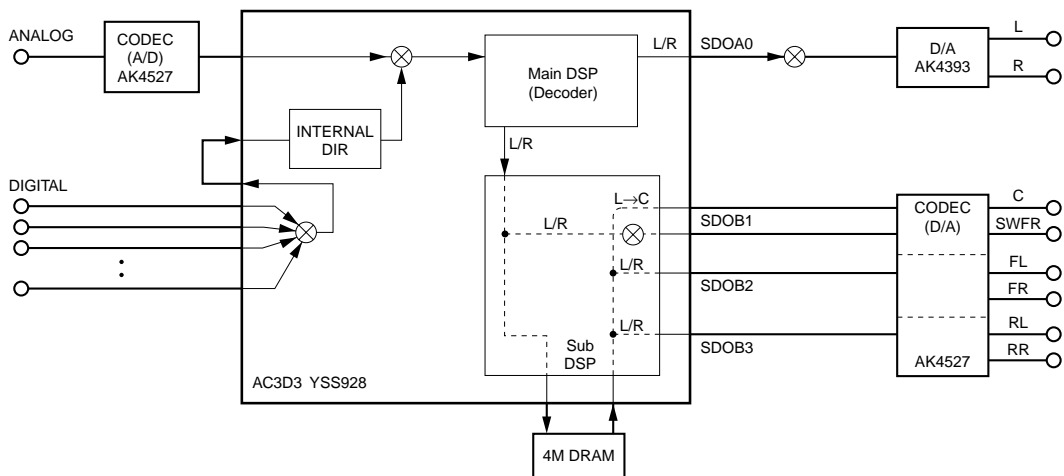 ANALOG
CODEC
(A/D)
AK4527
L/R
SDOA0
D/A
AK4393
L
R
Main DSP
(Decoder)
INTERNAL
DIR
L/R
DIGITAL
L→C
L/R
SDOB1
CODEC
(D/A)
C
SWFR
L/R
SDOB2
FL
FR
L/R
SDOB3
RL
RR
AK4527
Sub
DSP
AC3D3 YSS928
4M DRAM